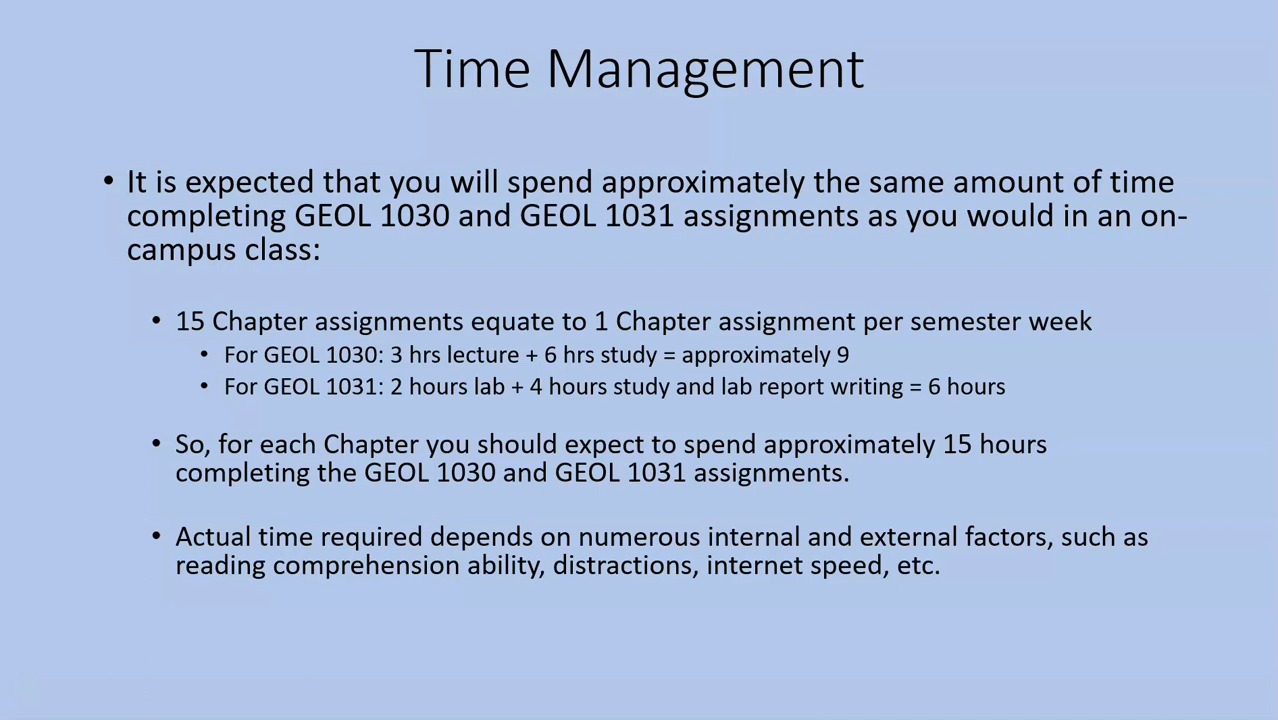 Time Management
• It is expected that you will spend approximately the same amount of time
completing GEOL 1030 and GEOL 1031 assignments as you would in an on-
campus class:
• 15 Chapter assignments equate to 1 Chapter assignment per semester week
• For GEOL 1030: 3 hrs lecture + 6 hrs study = approximately 9
• For GEOL 1031: 2 hours lab + 4 hours study and lab report writing = 6 hours
• So, for each Chapter you should expect to spend approximately 15 hours
completing the GEOL 1030 and GEOL 1031 assignments.
• Actual time required depends on numerous internal and external factors, such as
reading comprehension ability, distractions, internet speed, etc.